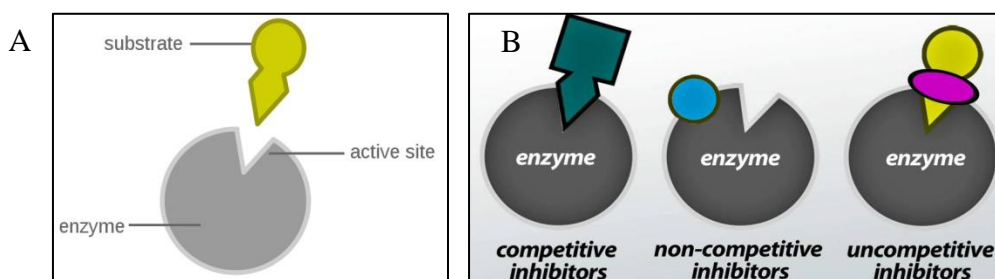 A
substrate
active site
enzyme
B
enzyme
enzyme
enzyme
competitive
inhibitors
non-competitive
inhibitors
uncompetitive
inhibitors